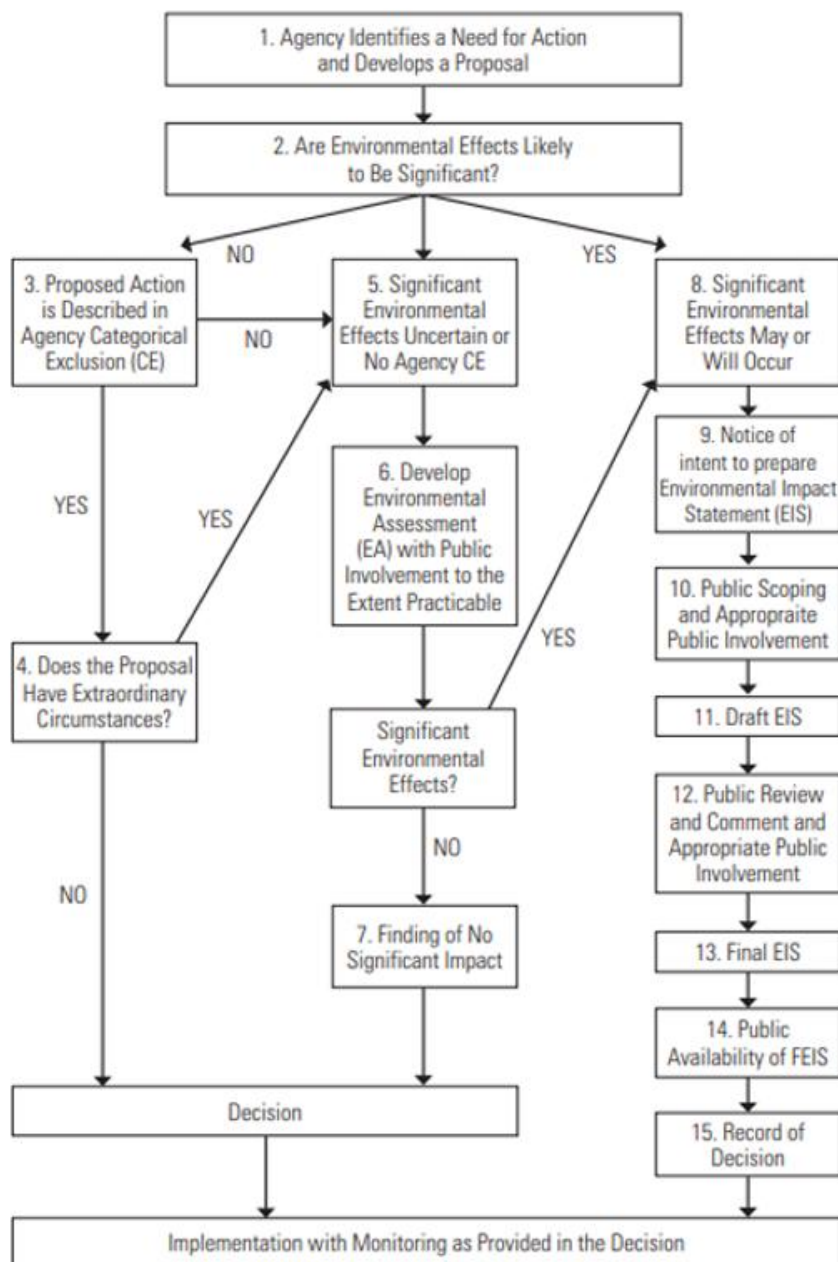 1. Agency Identifies a Need for Action
and Develops a Proposal
2. Are Environmental Effects Likely
to Be Significant?
NO
YES
3. Proposed Action
is Described in
Agency Categorical
Exclusion (CE)
NO
5. Significant
Environmental
Effects Uncertain or
No Agency CE
8. Significant
Environmental
Effects May or
Will Occur
YES
YES
4. Does the Proposal
Have Extraordinary
Circumstances?
NO
6. Develop
Environmental
Assessment
(EA) with Public
Involvement to the
Extent Practicable
YES
Significant
Environmental
Effects?
NO
7. Finding of No
Significant Impact
9. Notice of
intent to prepare
Environmental Impact
Statement (EIS)
10. Public Scoping
and Appropraite
Public Involvement
11. Draft EIS
12. Public Review
and Comment and
Appropriate Public
Involvement
13. Final EIS
14. Public
Availability of FEIS
15. Record of
Decision
Decision
Implementation with Monitoring as Provided in the Decision